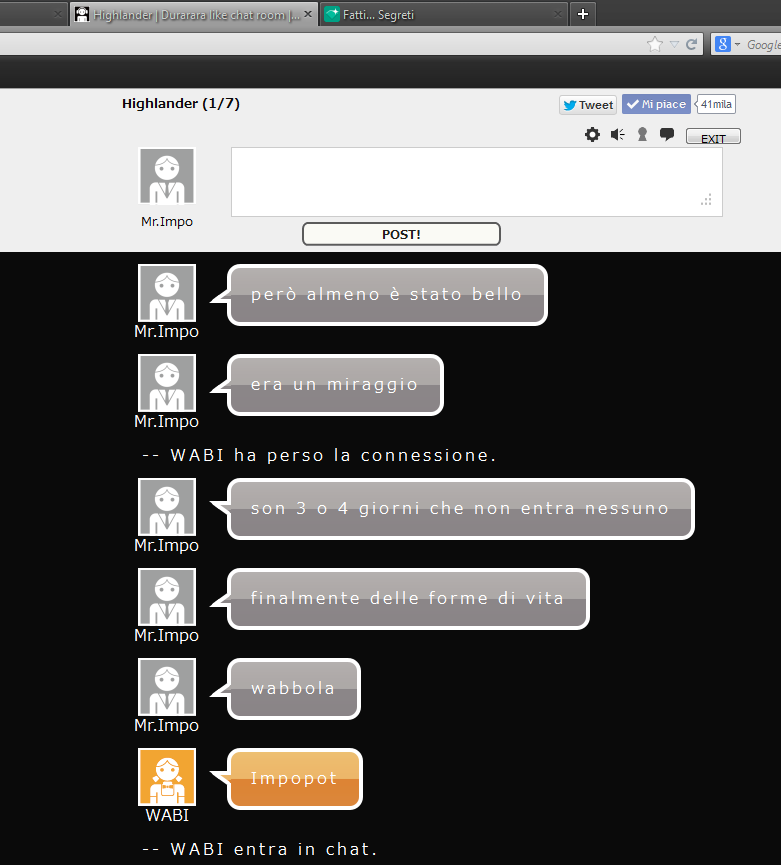 Highlander | Durarara like chat room |...
Fatti... Segreti
Google
Highlander (1/7)
Tweet
Mi piace
41mila
EXIT
Mr.Impo
POST!
però almeno è stato bello
Mr.Impo
era un miraggio
Mr.Impo
-- WABI ha perso la connessione.
son 3 o 4 giorni che non entra nessuno
Mr.Impo
finalmente delle forme di vita
Mr.Impo
wabbola
Mr.Impo
Impopot
WABI
-- WABI entra in chat.